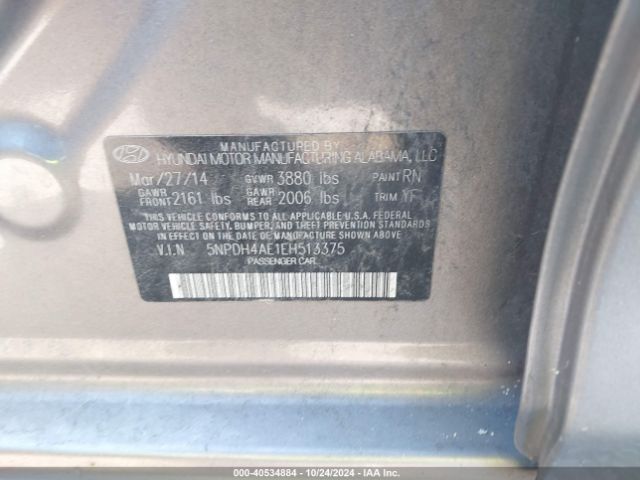 MANUFACTURED BY
HYUNDAI MOTOR MANUFACTURING ALABAMA, LLC
Mar/27/14 GVWR 3880 lbs PAINT RN
GAWR FRONT 2161 lbs GAWR REAR 2006 lbs TRIM YF
THIS VEHICLE CONFORMS TO ALL APPLICABLE U.S.A. FEDERAL
MOTOR VEHICLE SAFETY, BUMPER, AND THEFT PREVENTION STANDARDS
IN EFFECT ON THE DATE OF MANUFACTURE SHOWN ABOVE.
V.I.N 5NPDH4AE1EH513375
PASSENGER CAR
000-40534884 - 10/24/2024 - IAA Inc.